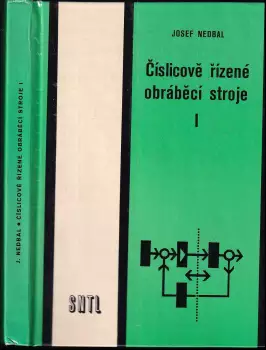 J. NEDBAL • ČÍSLICOVĚ ŘÍZENÉ OBRÁBĚCÍ STROJE I
SNTL
JOSEF NEDBAL
Číslicově řízené
obráběcí stroje
I